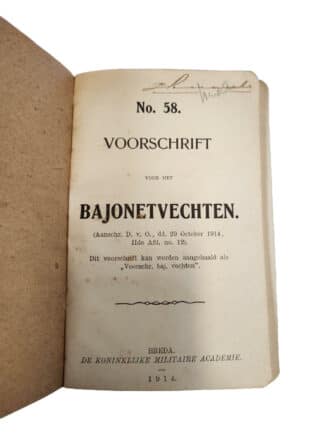 No. 58.
VOORSCHRIFT
VOOR HET
BAJONETVECHTEN.
(Aanschr. D. v. O., dd. 29 October 1914,
IIde Afd. no. 12).
Dit voorschrift kan worden aangehaald als
„Voorschr. baj. vechten”.
BREDA.
DE KONINKLIJKE MILITAIRE ACADEMIE.
1914.